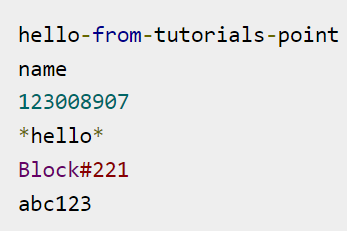 hello-from-tutorials-point
name
123008907
*hello*
Block#221
abc123